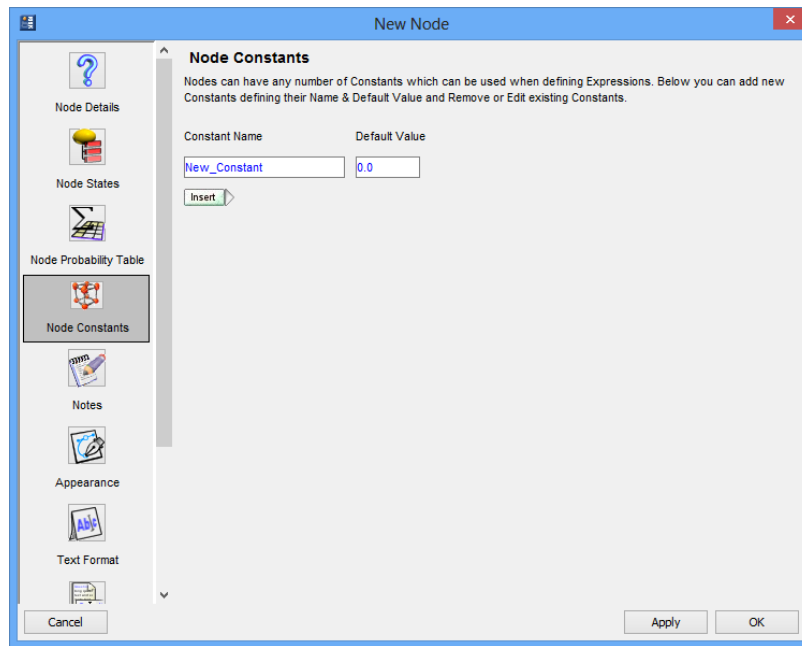 New Node
Node Details
Node States
Node Probability Table
Node Constants
Notes
Appearance
Text Format
Node Constants
Nodes can have any number of Constants which can be used when defining Expressions. Below you can add new
Constants defining their Name & Default Value and Remove or Edit existing Constants.
Constant Name Default Value
New_Constant 0.0
Insert
Cancel Apply OK